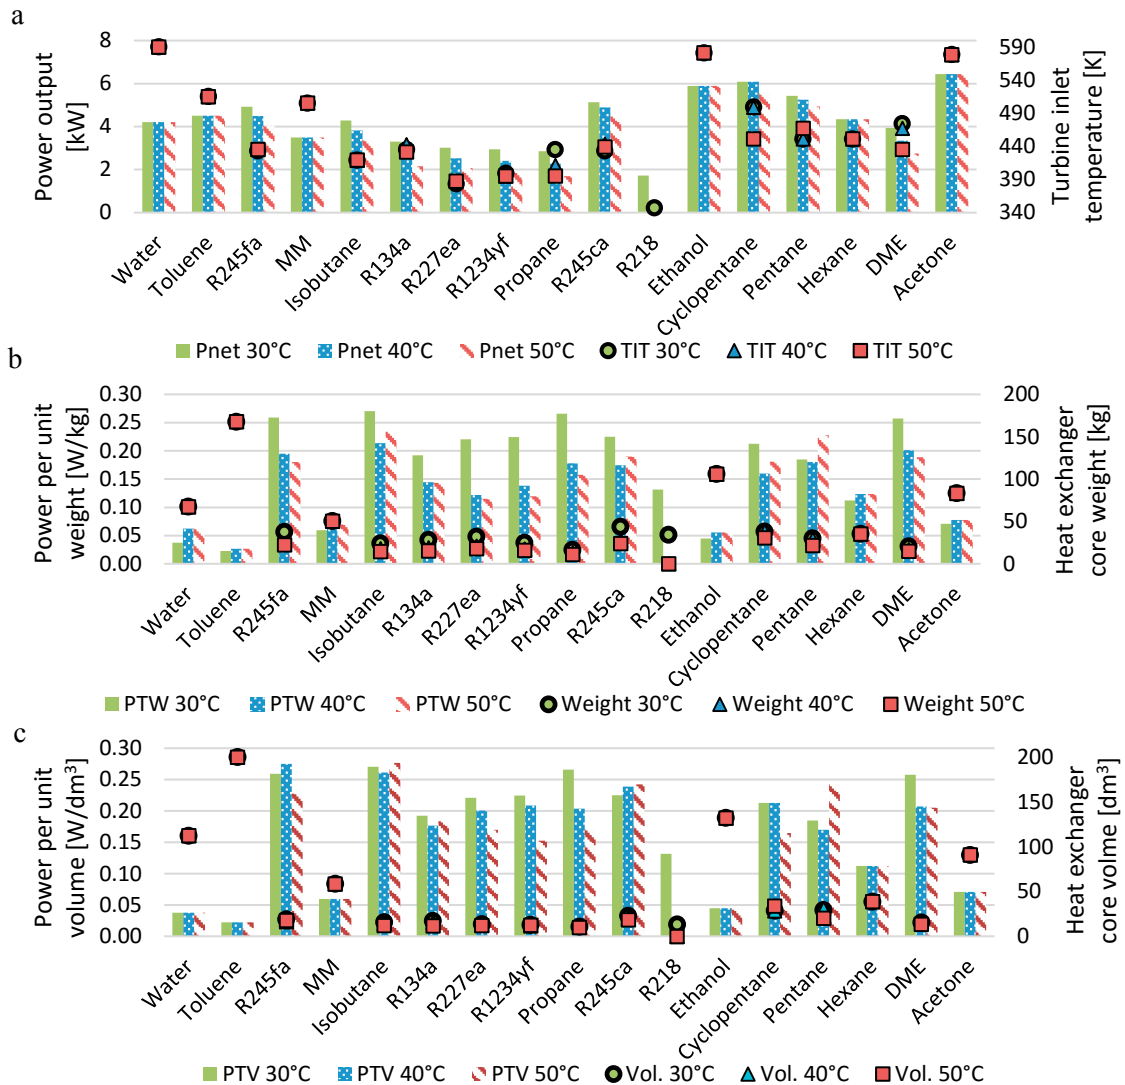 a
Power output
[kW]
8
6
4
2
0
590
540
490
440
390
340
Turbine inlet
temperature [K]
Water
Toluene
R245fa
MM
Isobutane
R134a
R227ea
R1234yf
Propane
R245ca
R218
Ethanol
Cyclopentane
Pentane
Hexane
DME
Acetone
Pnet 30°C Pnet 40°C Pnet 50°C TIT 30°C TIT 40°C TIT 50°C
b
Power per unit
weight [W/kg]
0.30
0.25
0.20
0.15
0.10
0.05
0.00
200
150
100
50
0
Heat exchanger
core weight [kg]
Water
Toluene
R245fa
MM
Isobutane
R134a
R227ea
R1234yf
Propane
R245ca
R218
Ethanol
Cyclopentane
Pentane
Hexane
DME
Acetone
PTW 30°C PTW 40°C PTW 50°C Weight 30°C Weight 40°C Weight 50°C
c
Power per unit
volume [W/dm³]
0.30
0.25
0.20
0.15
0.10
0.05
0.00
200
150
100
50
0
Heat exchanger
core volme [dm³]
Water
Toluene
R245fa
MM
Isobutane
R134a
R227ea
R1234yf
Propane
R245ca
R218
Ethanol
Cyclopentane
Pentane
Hexane
DME
Acetone
PTV 30°C PTV 40°C PTV 50°C Vol. 30°C Vol. 40°C Vol. 50°C